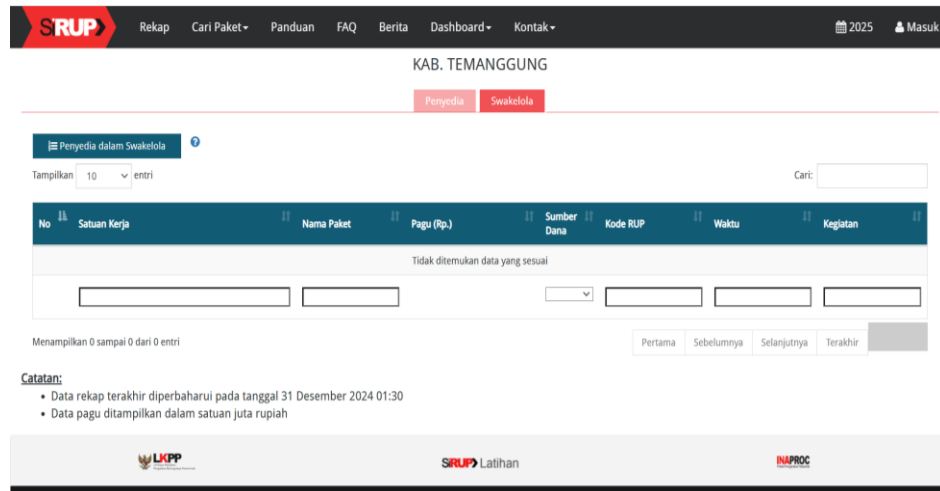 SiRUP Rekap Cari Paket Panduan FAQ Berita Dashboard Kontak 2025 Masuk
KAB. TEMANGGUNG
Penyedia Swakelola
Penyedia dalam Swakelola
Tampilkan 10 entri Cari:
No Satuan Kerja Nama Paket Pagu (Rp.) Sumber Dana Kode RUP Waktu Kegiatan
Tidak ditemukan data yang sesuai
Menampilkan 0 sampai 0 dari 0 entri Pertama Sebelumnya Selanjutnya Terakhir
Catatan:
• Data rekap terakhir diperbaharui pada tanggal 31 Desember 2024 01:30
• Data pagu ditampilkan dalam satuan juta rupiah
LKPP SiRUP Latihan INAPROC